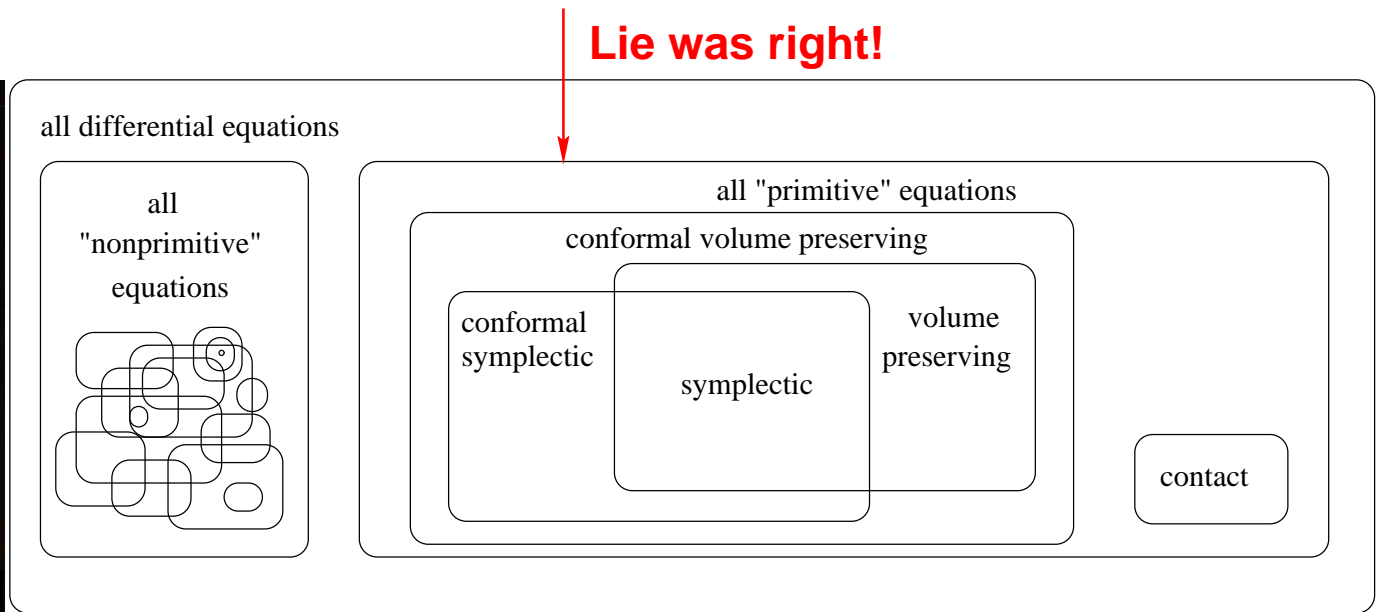 Lie was right!
all differential equations
all
"nonprimitive"
equations
all "primitive" equations
conformal volume preserving
conformal
symplectic
symplectic
volume
preserving
contact